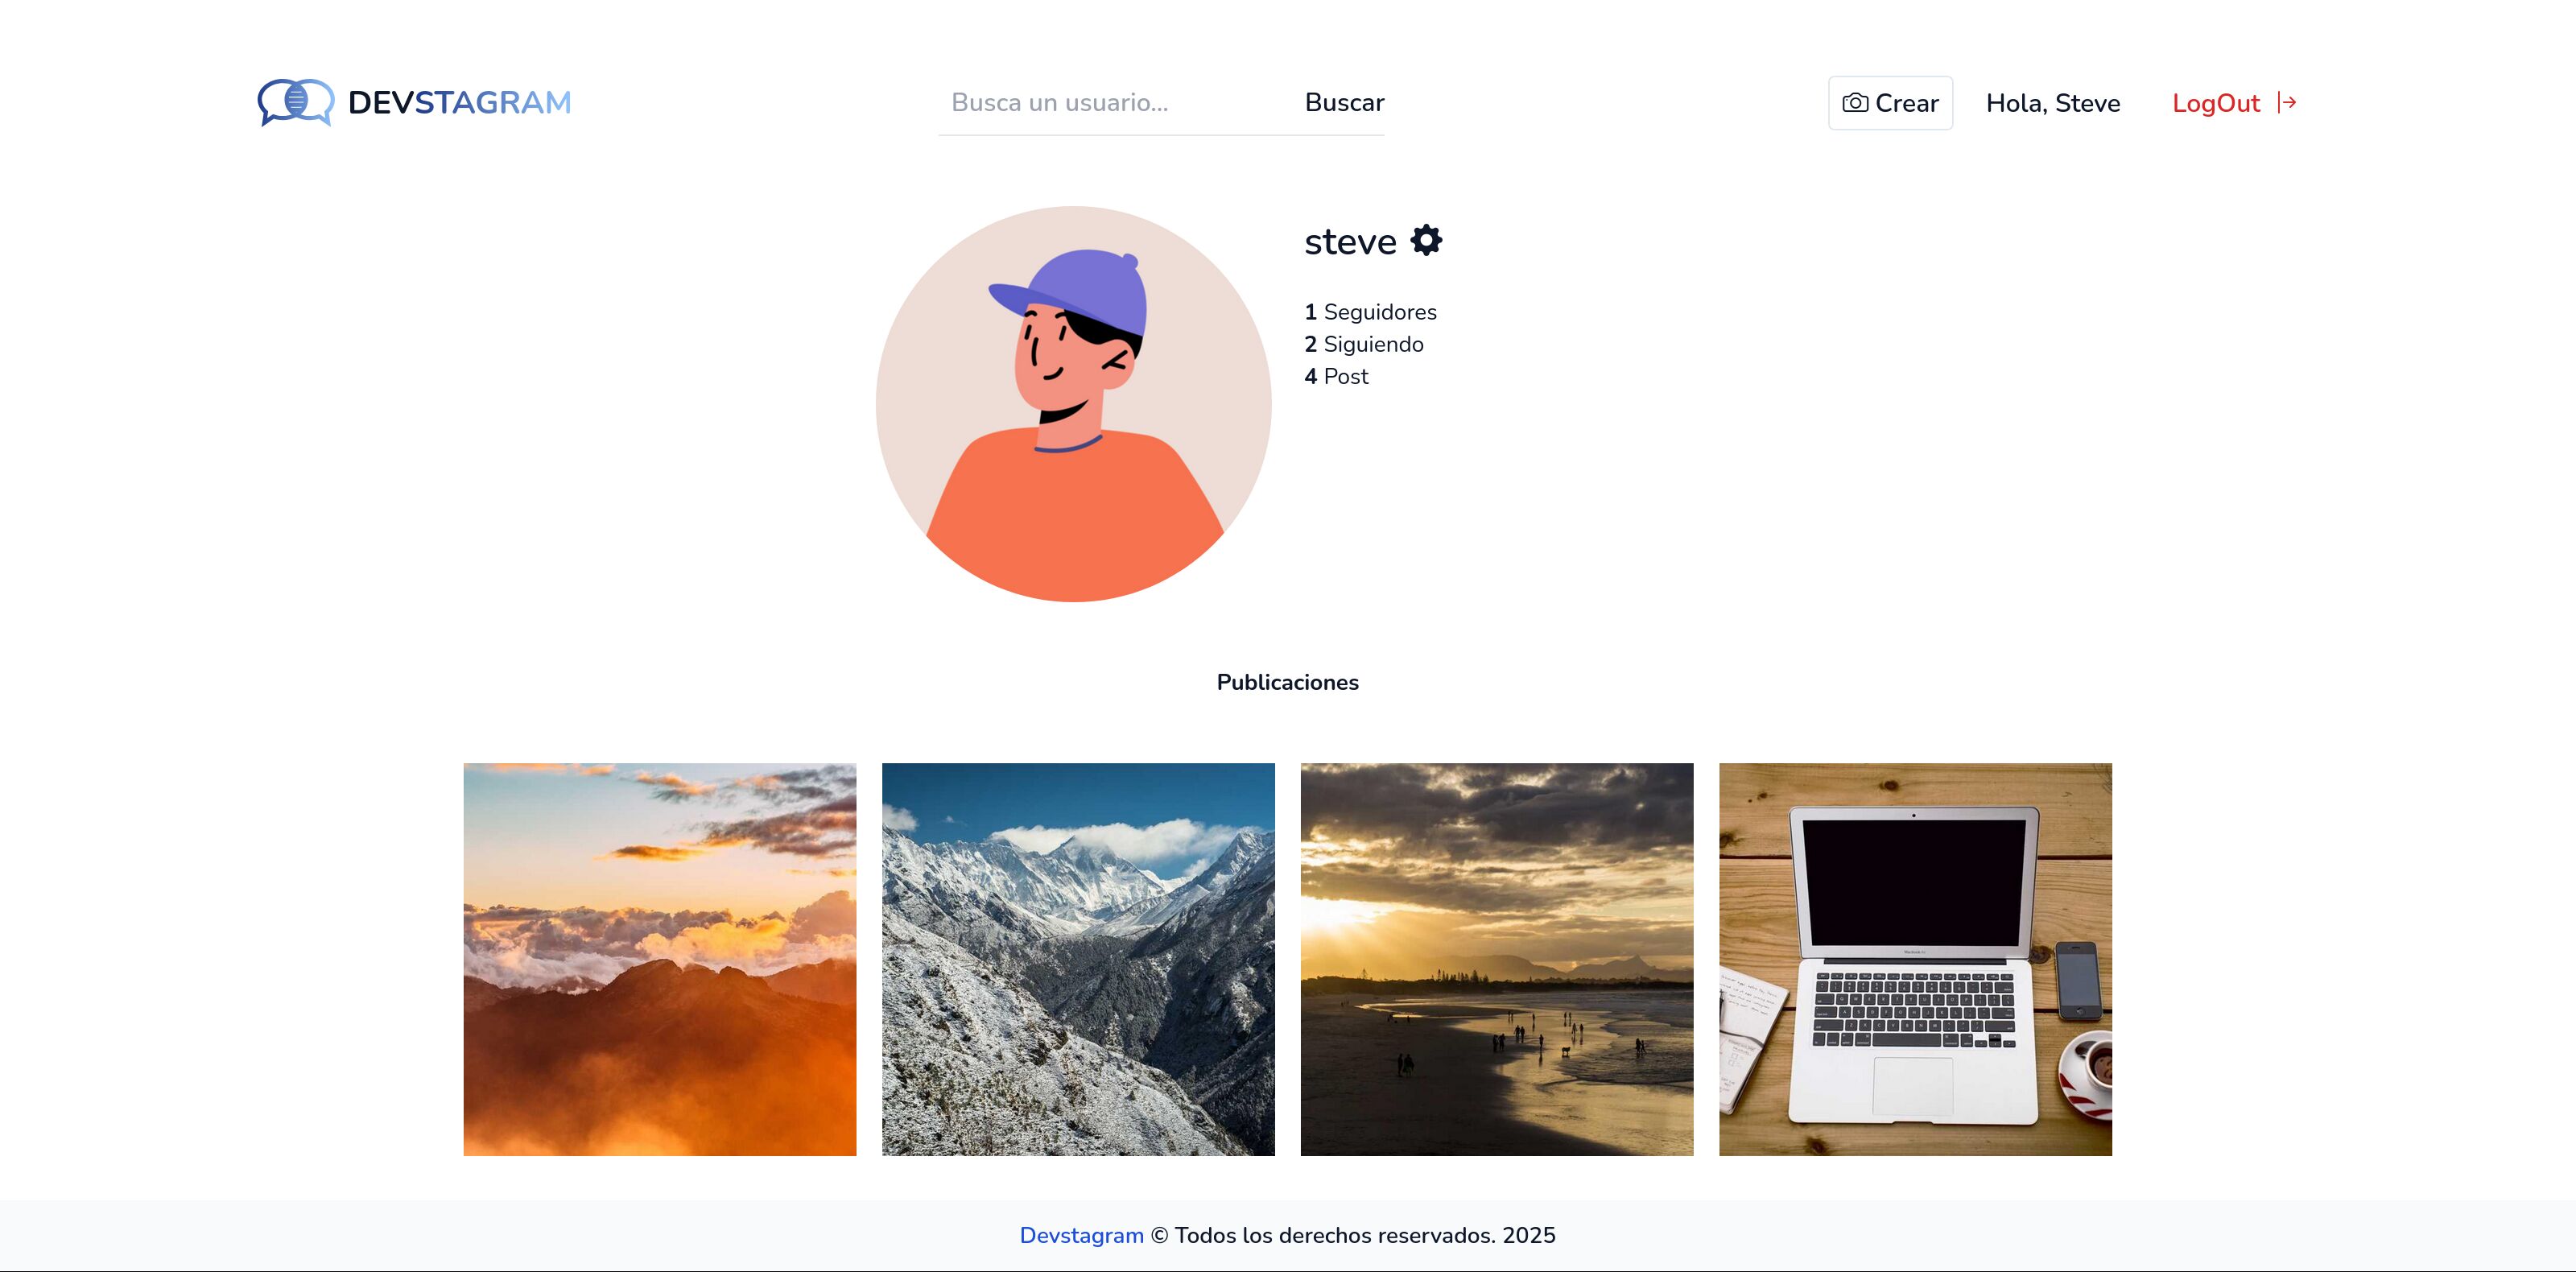 DEVSTAGRAM
Busca un usuario...
Buscar
Crear
Hola, Steve
LogOut
steve
1 Seguidores
2 Siguiendo
4 Post
Publicaciones
Devstagram © Todos los derechos reservados. 2025